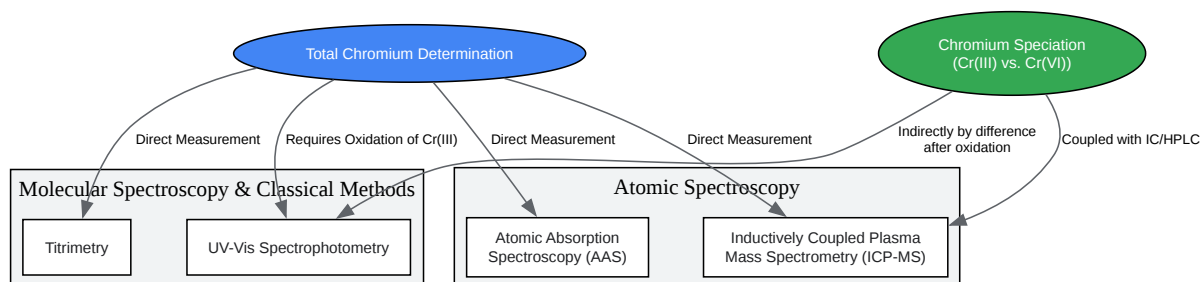 Total Chromium Determination
Chromium Speciation
(Cr(III) vs. Cr(VI))
Direct Measurement
Requires Oxidation of Cr(III)
Direct Measurement
Direct Measurement
Indirectly by difference
after oxidation
Coupled with IC/HPLC
Molecular Spectroscopy & Classical Methods
Atomic Spectroscopy
Titrimetry
UV-Vis Spectrophotometry
Atomic Absorption
Spectroscopy (AAS)
Inductively Coupled Plasma
Mass Spectrometry (ICP-MS)